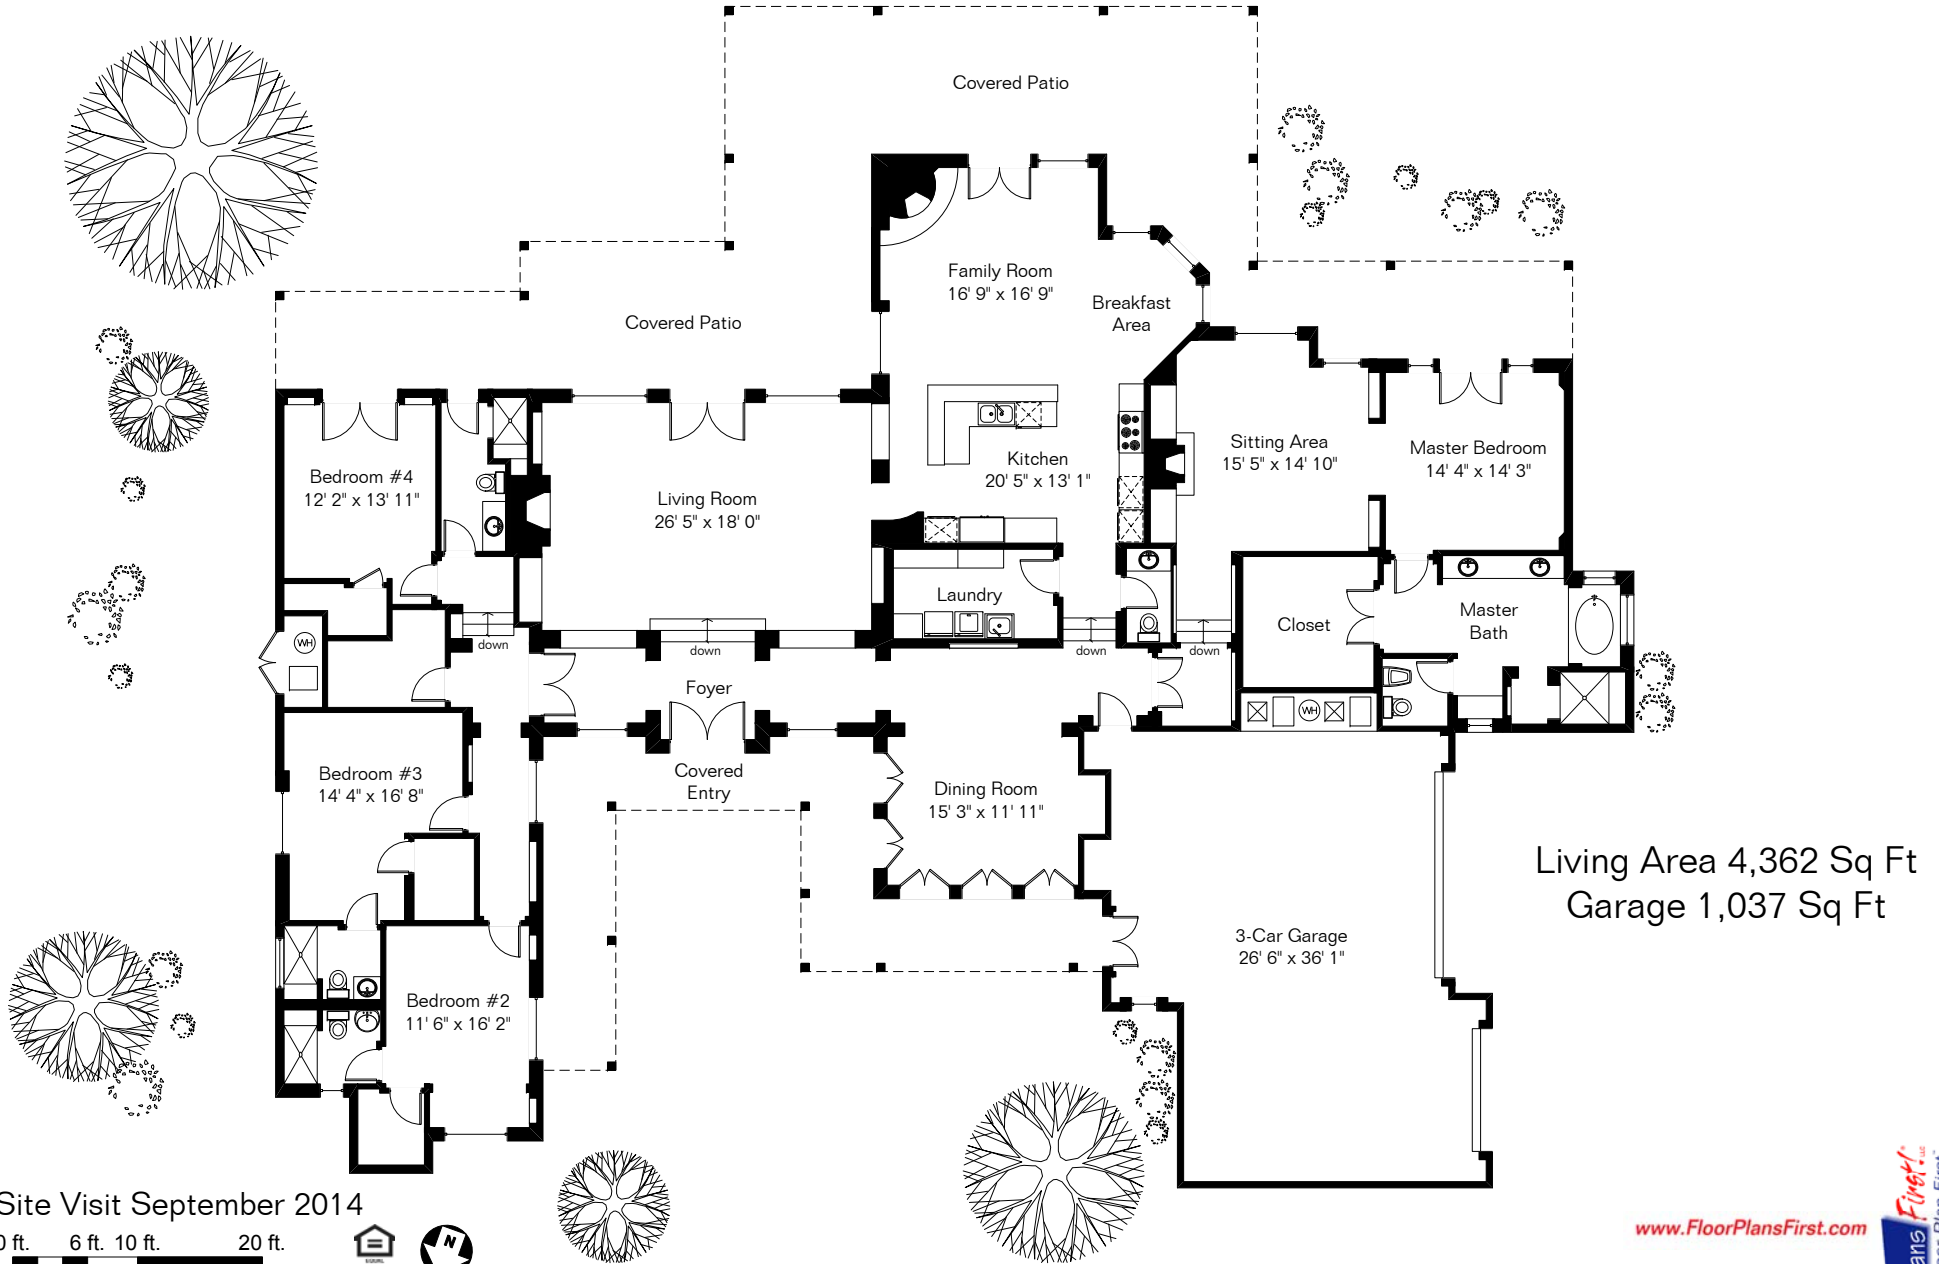 Covered Patio
Family Room
16' 9" x 16' 9"
Breakfast
Area
Covered Patio
Sitting Area
15' 5" x 14' 10"
Master Bedroom
14' 4" x 14' 3"
Kitchen
20' 5" x 13' 1"
Bedroom #4
12' 2" x 13' 11"
Living Room
26' 5" x 18' 0"
Laundry
Closet
Master
Bath
WH
down
down
down
down
Foyer
WH
Covered
Entry
Bedroom #3
14' 4" x 16' 8"
Dining Room
15' 3" x 11' 11"
Living Area 4,362 Sq Ft
Garage 1,037 Sq Ft
3-Car Garage
26' 6" x 36' 1"
Bedroom #2
11' 6" x 16' 2"
Site Visit September 2014
0 ft. 6 ft. 10 ft. 20 ft.
N
www.FloorPlansFirst.com
ans First! LLC